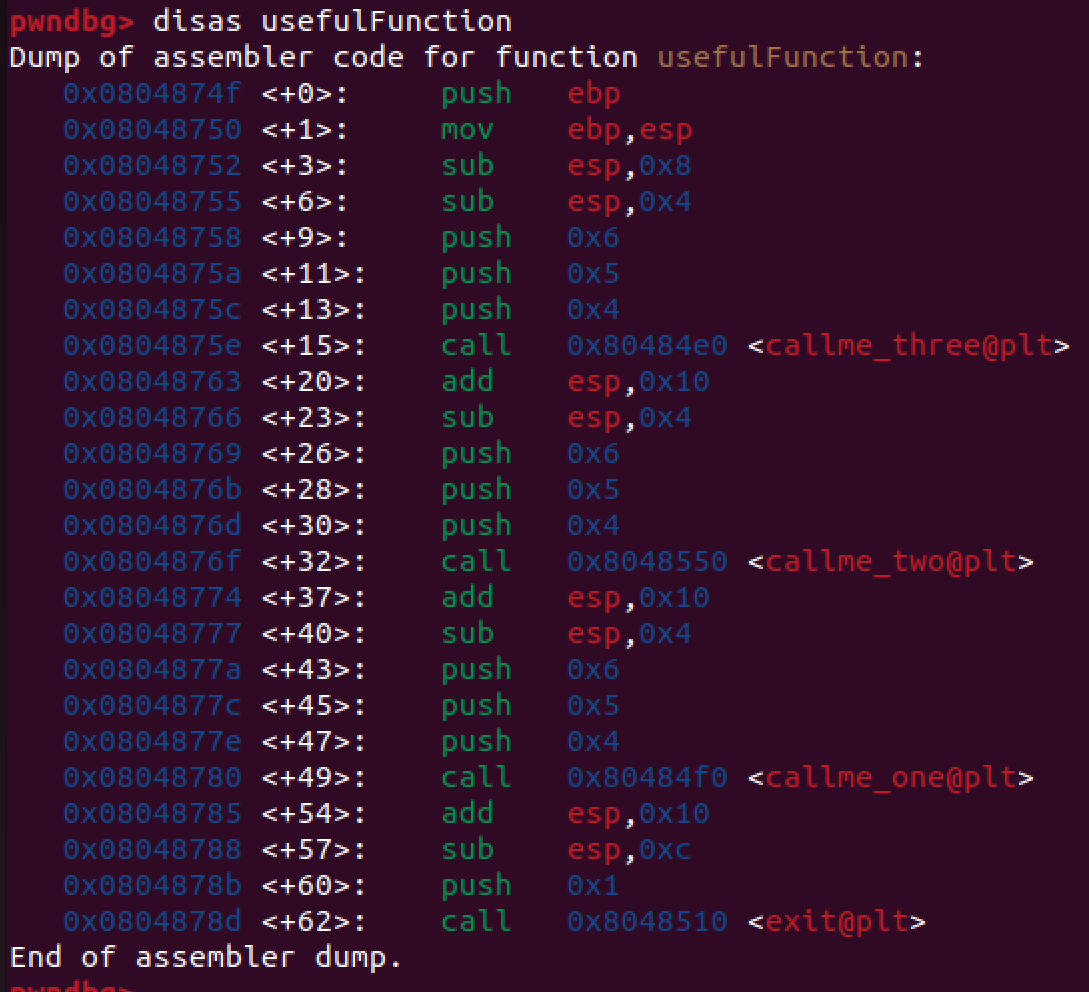 pwndbg> disas usefulFunction
Dump of assembler code for function usefulFunction:
   0x0804874f <+0>:     push   ebp
   0x08048750 <+1>:     mov    ebp,esp
   0x08048752 <+3>:     sub    esp,0x8
   0x08048755 <+6>:     sub    esp,0x4
   0x08048758 <+9>:     push   0x6
   0x0804875a <+11>:    push   0x5
   0x0804875c <+13>:    push   0x4
   0x0804875e <+15>:    call   0x80484e0 <callme_three@plt>
   0x08048763 <+20>:    add    esp,0x10
   0x08048766 <+23>:    sub    esp,0x4
   0x08048769 <+26>:    push   0x6
   0x0804876b <+28>:    push   0x5
   0x0804876d <+30>:    push   0x4
   0x0804876f <+32>:    call   0x8048550 <callme_two@plt>
   0x08048774 <+37>:    add    esp,0x10
   0x08048777 <+40>:    sub    esp,0x4
   0x0804877a <+43>:    push   0x6
   0x0804877c <+45>:    push   0x5
   0x0804877e <+47>:    push   0x4
   0x08048780 <+49>:    call   0x80484f0 <callme_one@plt>
   0x08048785 <+54>:    add    esp,0x10
   0x08048788 <+57>:    sub    esp,0xc
   0x0804878b <+60>:    push   0x1
   0x0804878d <+62>:    call   0x8048510 <exit@plt>
End of assembler dump.
pwndbg>